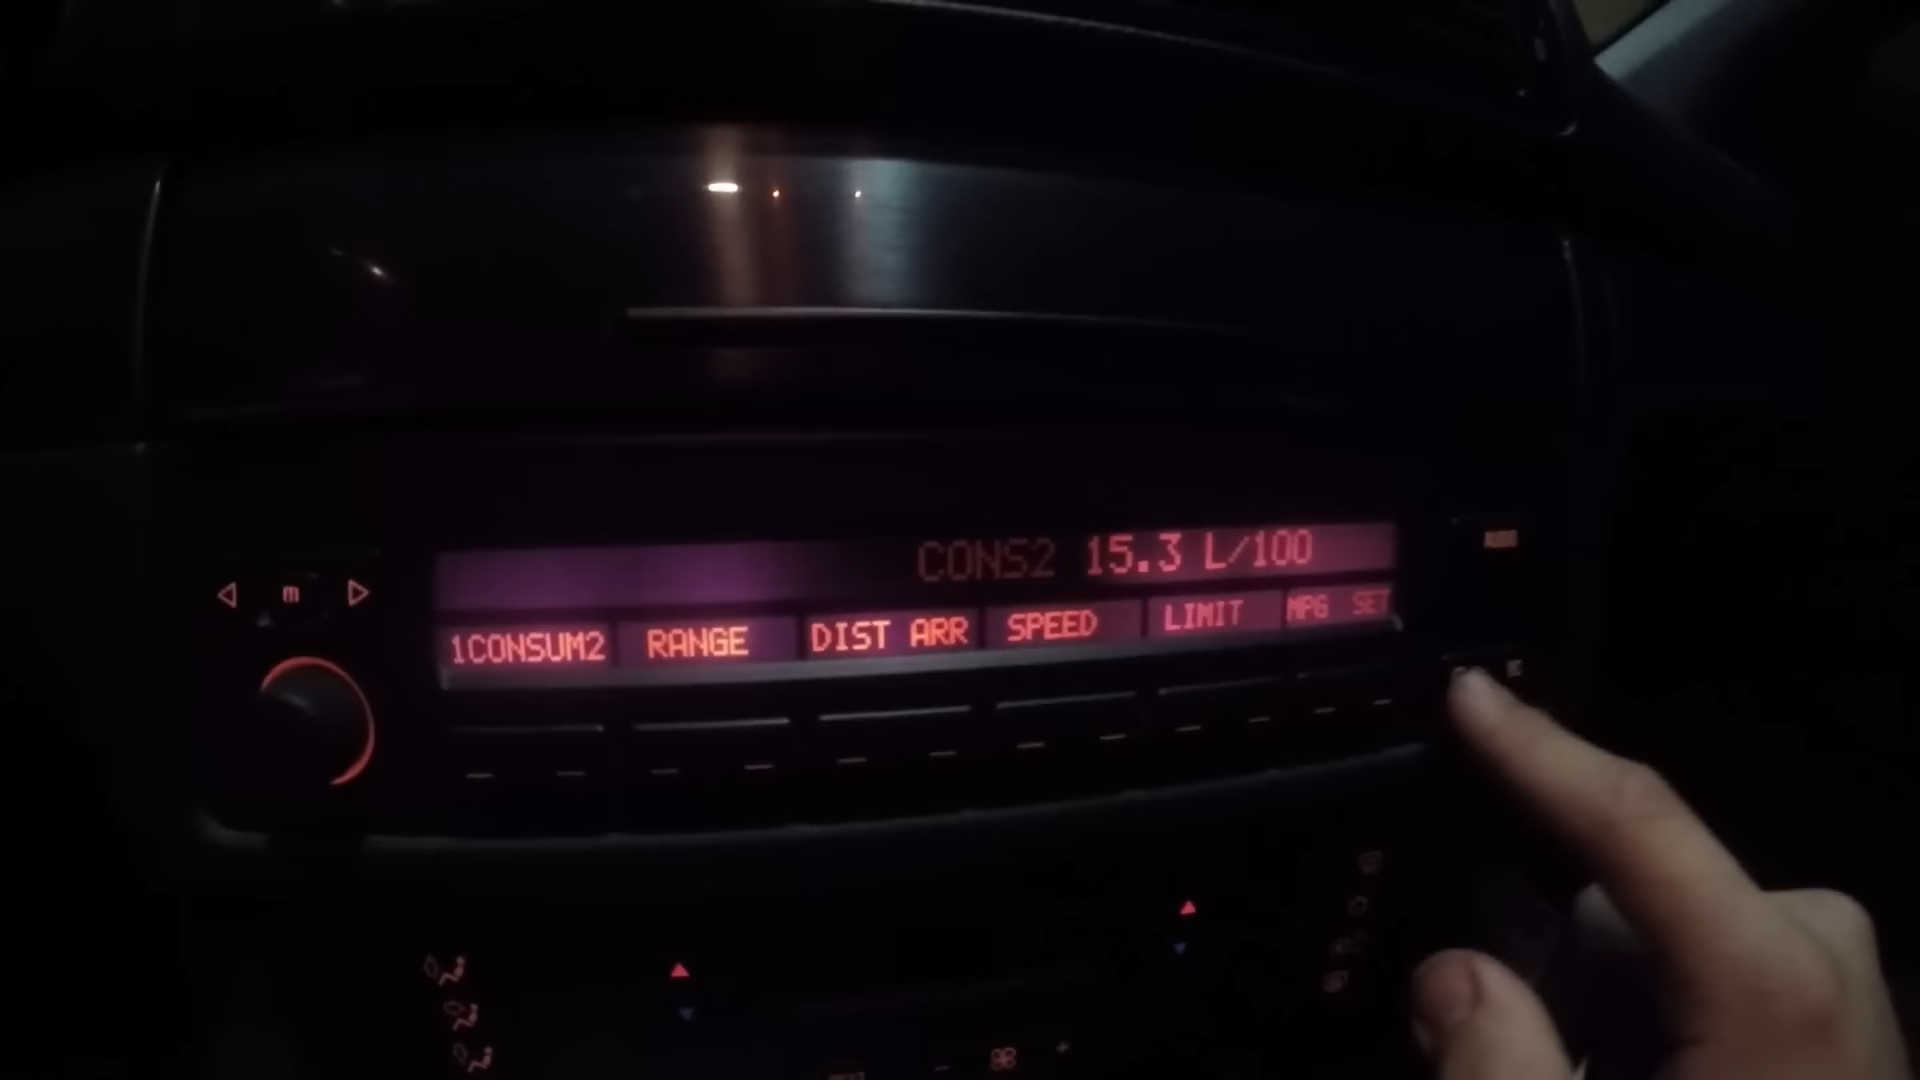 CONS2 15.3 L/100
m
1CONSUM2 RANGE DIST ARR SPEED LIMIT MPG SET